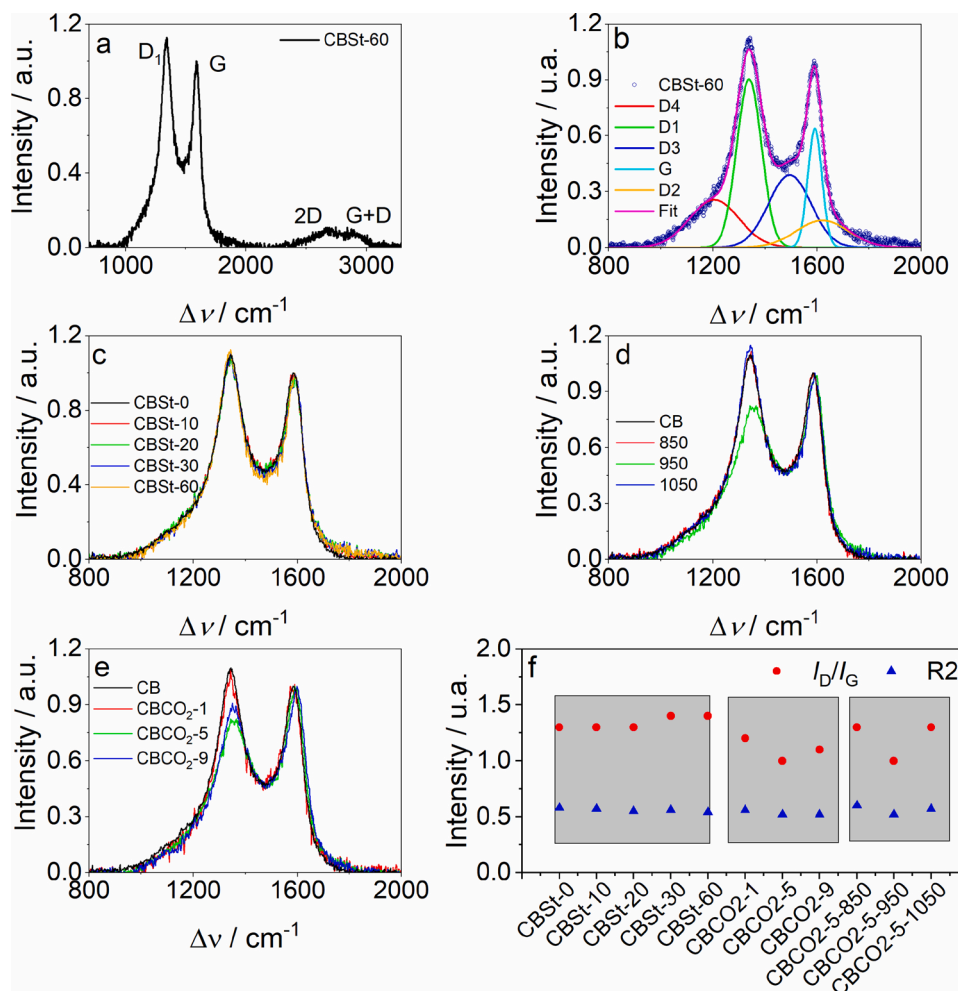 a
CBSt-60
D1
G
2D
G+D
Intensity / a.u.
0.0
0.4
0.8
1.2
1000
2000
3000
Δν / cm-1
b
CBSt-60
D4
D1
D3
G
D2
Fit
Intensity / u.a.
0.0
0.3
0.6
0.9
1.2
800
1200
1600
2000
Δν / cm-1
c
CBSt-0
CBSt-10
CBSt-20
CBSt-30
CBSt-60
Intensity / a.u.
0.0
0.4
0.8
1.2
800
1200
1600
2000
Δν / cm-1
d
CB
850
950
1050
Intensity / a.u.
0.0
0.3
0.6
0.9
1.2
800
1200
1600
2000
Δν / cm-1
e
CB
CBCO2-1
CBCO2-5
CBCO2-9
Intensity / a.u.
0.0
0.3
0.6
0.9
1.2
800
1200
1600
2000
Δν / cm-1
f
ID/IG
R2
Intensity / u.a.
0.0
0.5
1.0
1.5
2.0
CBSt-0
CBSt-10
CBSt-20
CBSt-30
CBSt-60
CBCO2-1
CBCO2-5
CBCO2-9
CBCO2-5-850
CBCO2-5-950
CBCO2-5-1050